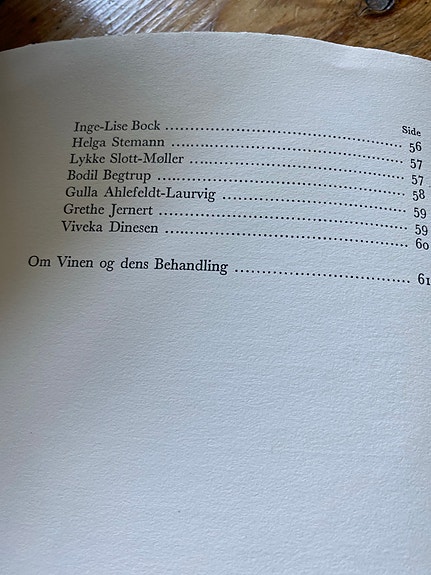 Side
Inge-Lise Bock ........................................ 56
Helga Stemann ........................................ 57
Lykke Slott-Møller ........................................ 57
Bodil Begtrup ........................................ 58
Gulla Ahlefeldt-Laurvig ........................................ 59
Grethe Jernert ........................................ 59
Viveka Dinesen ........................................ 60
Om Vinen og dens Behandling ........................................ 61